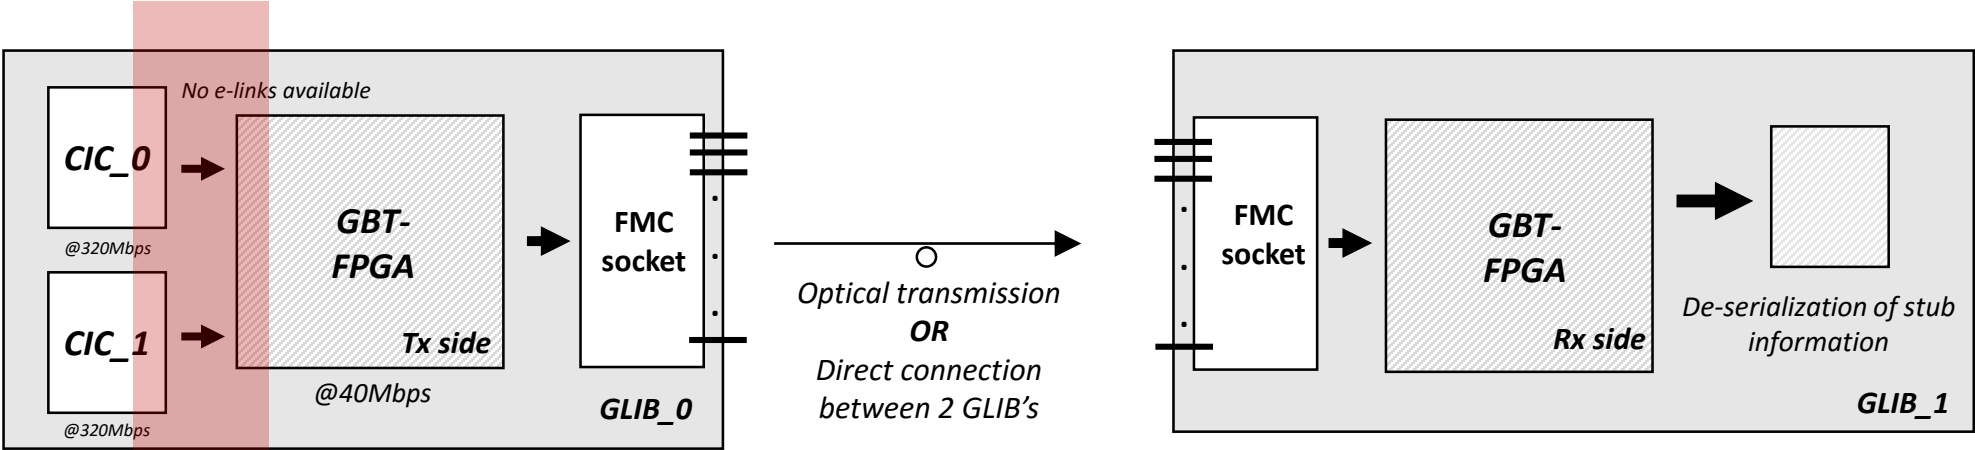 No e-links available
CIC_0
@320Mbps
CIC_1
@320Mbps
GBT-
FPGA
Tx side
@40Mbps
FMC
socket
GLIB_0
Optical transmission
OR
Direct connection
between 2 GLIB’s
FMC
socket
GBT-
FPGA
Rx side
De-serialization of stub
information
GLIB_1